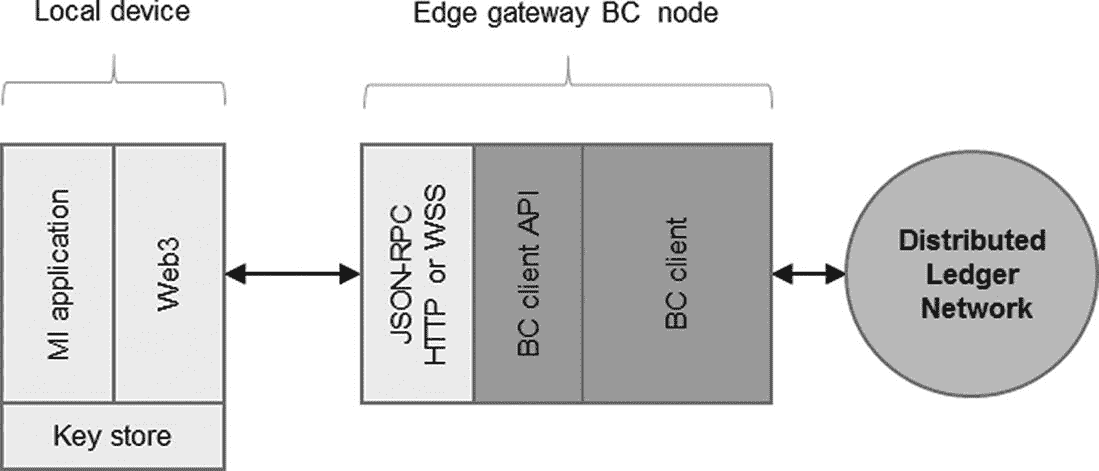 Local device
Edge gateway BC node
MI application
Web3
Key store
JSON-RPC
HTTP or WSS
BC client API
BC client
Distributed
Ledger
Network